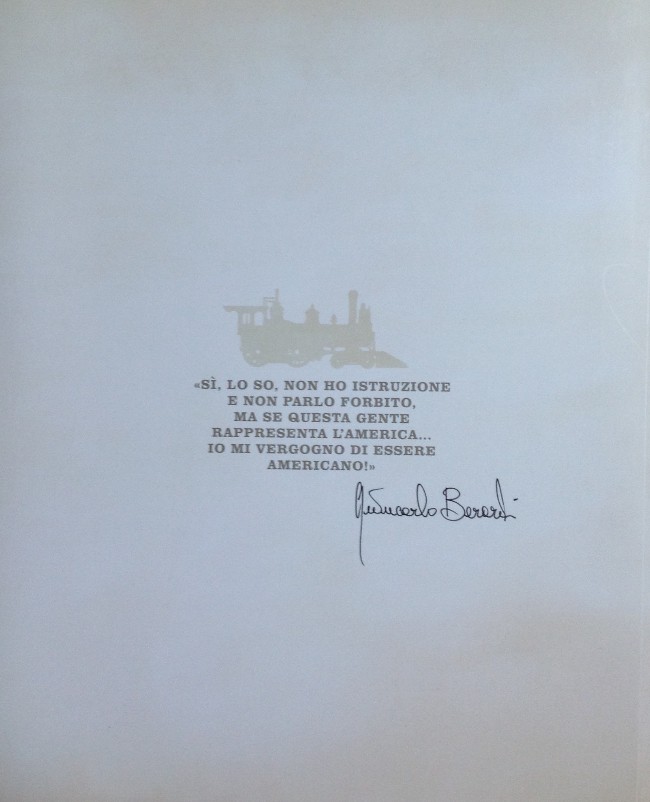 «SÌ, LO SO, NON HO ISTRUZIONE
E NON PARLO FORBITO,
MA SE QUESTA GENTE
RAPPRESENTA L'AMERICA...
IO MI VERGOGNO DI ESSERE
AMERICANO!»
Giancarlo Berardi